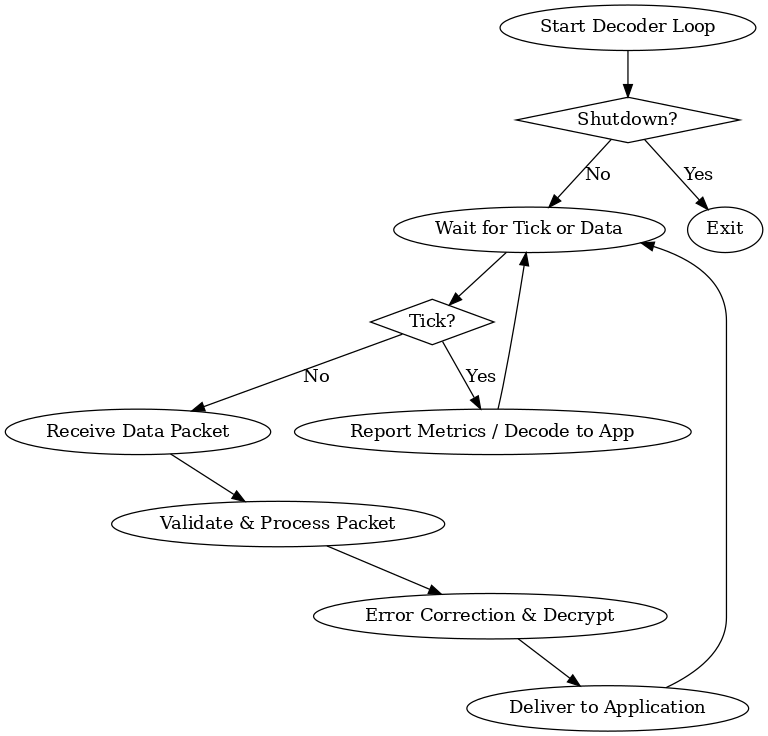 Start Decoder Loop
Shutdown?
No
Yes
Wait for Tick or Data
Exit
Tick?
No
Yes
Receive Data Packet
Report Metrics / Decode to App
Validate & Process Packet
Error Correction & Decrypt
Deliver to Application